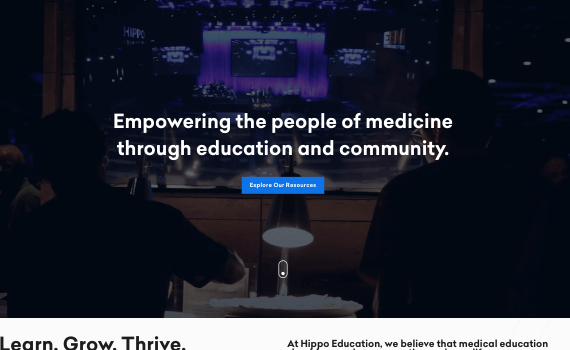 HIPPO
Empowering the people of medicine
through education and community.
Explore Our Resources
Learn. Grow. Thrive.
At Hippo Education, we believe that medical education